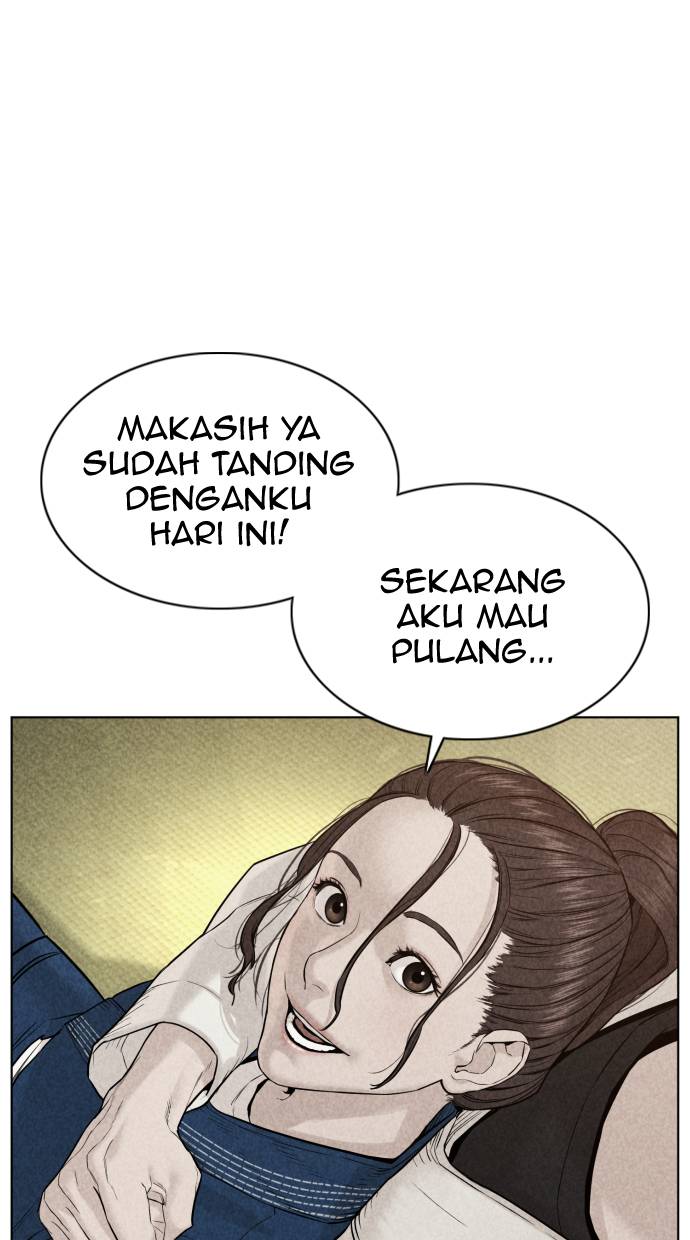 MAKASIH YA
SUDAH TANDING
DENGANKU
HARI INI!
SEKARANG
AKU MAU
PULANG...